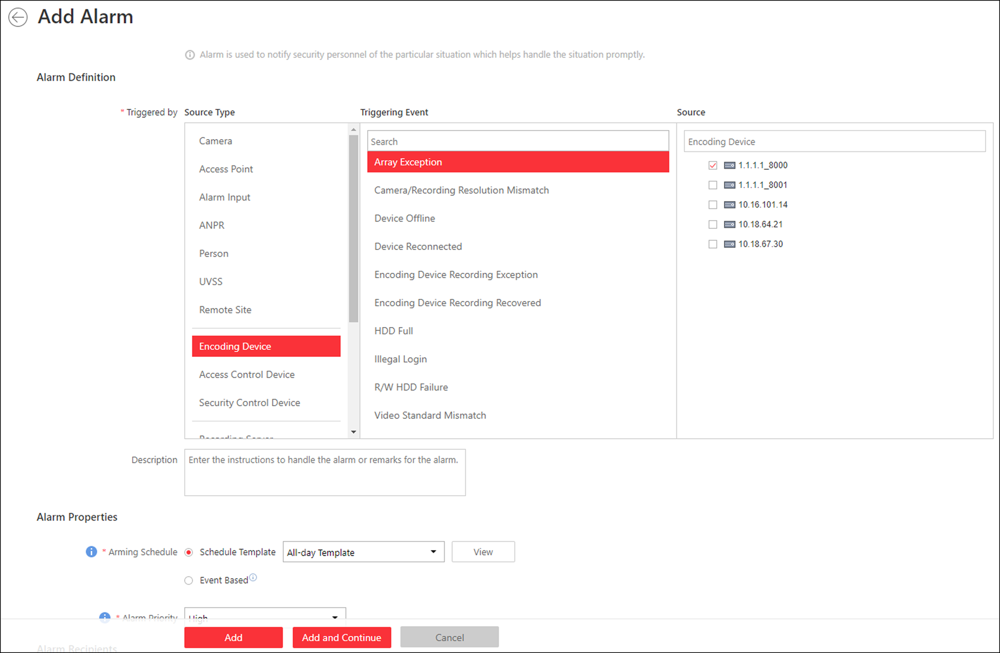 Add Alarm
Alarm is used to notify security personnel of the particular situation which helps handle the situation promptly.
Alarm Definition
* Triggered by
Source Type
Triggering Event
Source
Camera
Access Point
Alarm Input
ANPR
Person
UVSS
Remote Site
Encoding Device
Access Control Device
Security Control Device
Recording Server
Search
Array Exception
Camera/Recording Resolution Mismatch
Device Offline
Device Reconnected
Encoding Device Recording Exception
Encoding Device Recording Recovered
HDD Full
Illegal Login
R/W HDD Failure
Video Standard Mismatch
Encoding Device
1.1.1.1_8000
1.1.1.1_8001
10.16.101.14
10.18.64.21
10.18.67.30
Description
Enter the instructions to handle the alarm or remarks for the alarm.
Alarm Properties
* Arming Schedule
Schedule Template
All-day Template
View
Event Based
* Alarm Priority
High
Add
Add and Continue
Cancel
Alarm Recipients